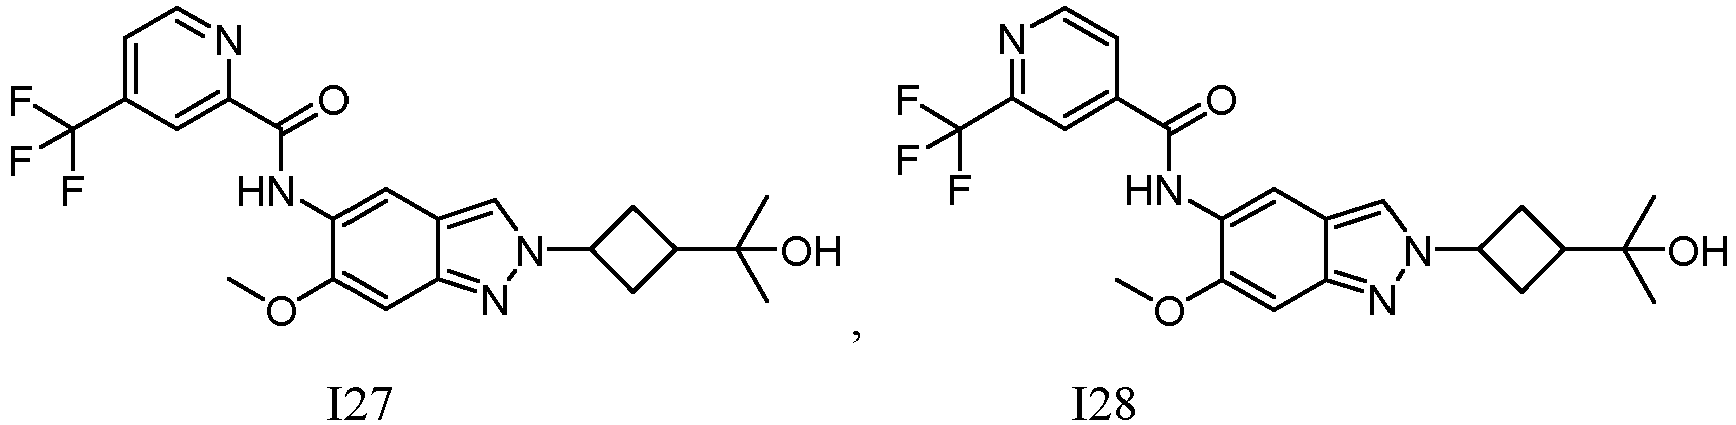 N N
F F O F F O
F HN F HN
N OH N OH
O N , O N
I27 I28